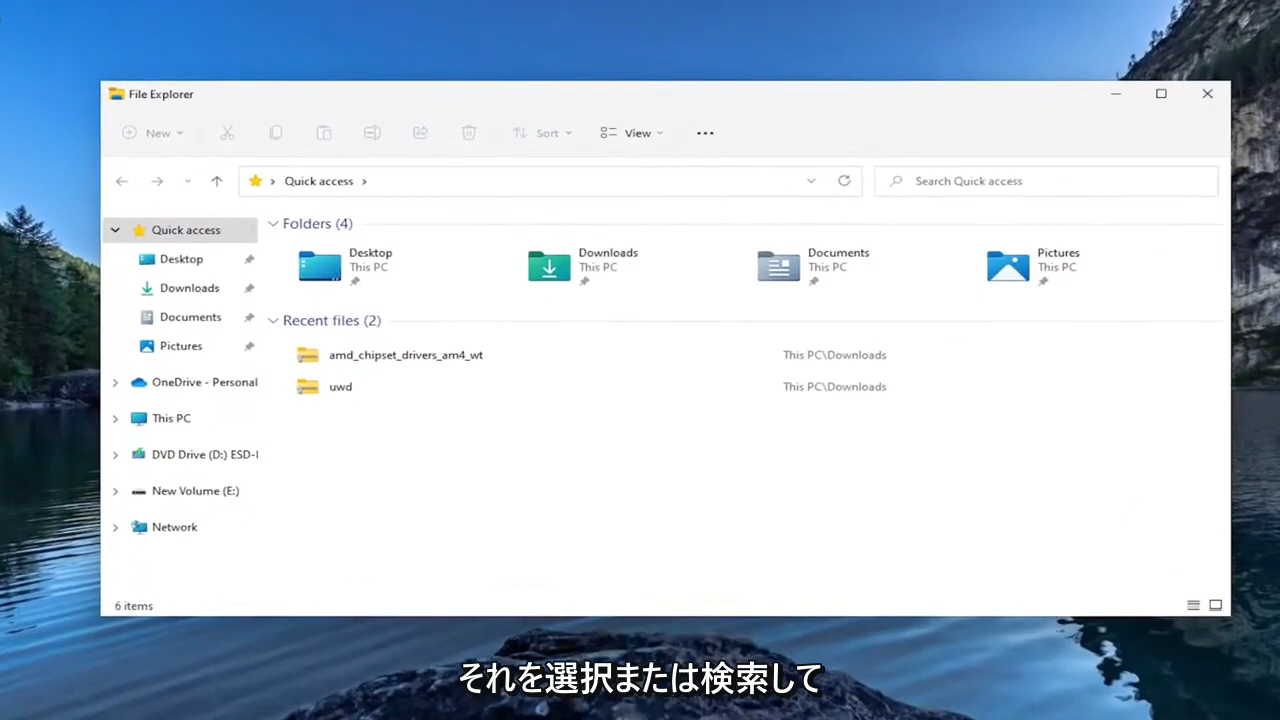 File Explorer
New
Sort
View
Quick access
Search Quick access
Quick access
Desktop
Downloads
Documents
Pictures
OneDrive - Personal
This PC
DVD Drive (D:) ESD-I
New Volume (E:)
Network
Folders (4)
Desktop
This PC
Downloads
This PC
Documents
This PC
Pictures
This PC
Recent files (2)
amd_chipset_drivers_am4_wt
This PC\Downloads
uwd
This PC\Downloads
6 items
それを選択または検索して